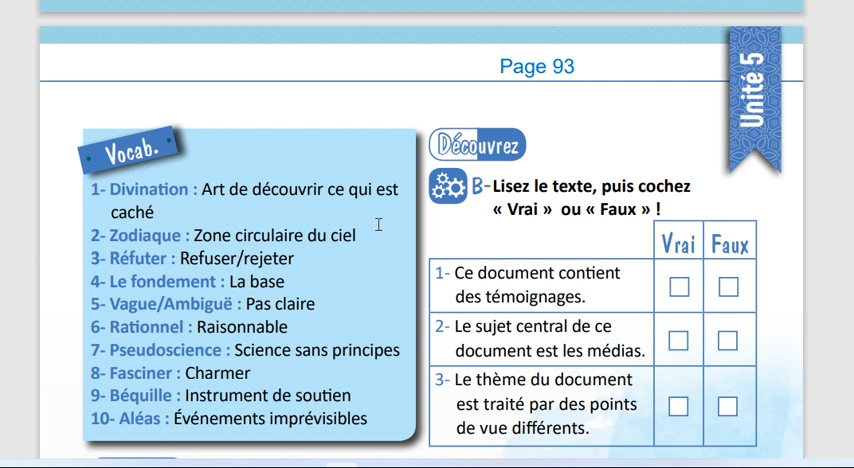 Page 93
Unité 5
Vocab.
1- Divination : Art de découvrir ce qui est
caché
2- Zodiaque : Zone circulaire du ciel
3- Réfuter : Refuser/rejeter
4- Le fondement : La base
5- Vague/Ambiguë : Pas claire
6- Rationnel : Raisonnable
7- Pseudoscience : Science sans principes
8- Fasciner : Charmer
9- Béquille : Instrument de soutien
10- Aléas : Événements imprévisibles
Découvrez
B-Lisez le texte, puis cochez
« Vrai » ou « Faux » !
Vrai Faux
1- Ce document contient
des témoignages.
2- Le sujet central de ce
document est les médias.
3- Le thème du document
est traité par des points
de vue différents.